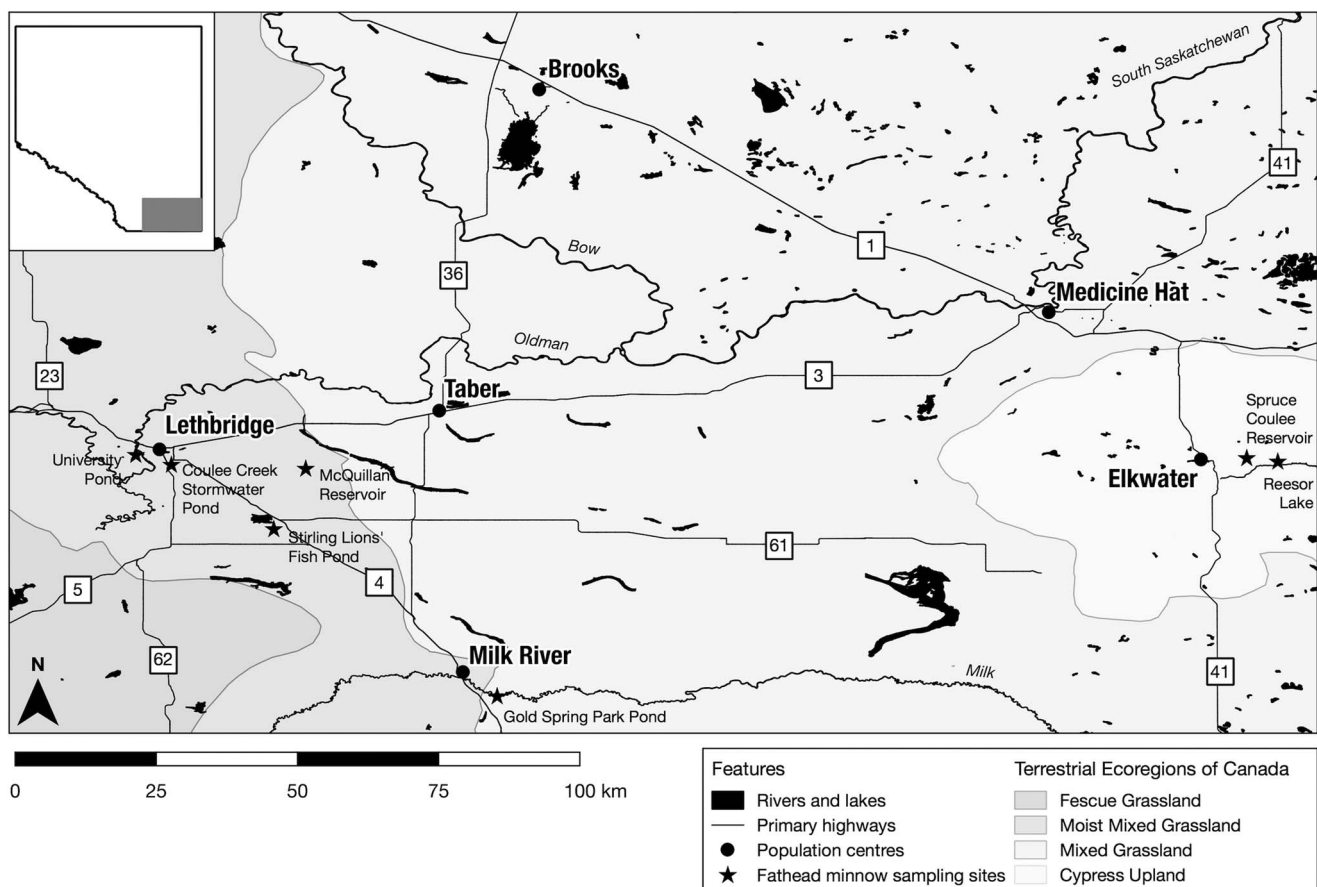 South Saskatchewan
Brooks
41
Bow
1
36
Medicine Hat
Oldman
23
3
Taber
Spruce
Coulee
Reservoir
Lethbridge
University
Pond
Coulee Creek
Stormwater
Pond
McQuillan
Reservoir
Elkwater
Reesor
Lake
Stirling Lions'
Fish Pond
61
5
4
62
Milk River
N
Milk
41
Gold Spring Park Pond
0 25 50 75 100 km
Features
Rivers and lakes
Primary highways
Population centres
Fathead minnow sampling sites
Terrestrial Ecoregions of Canada
Fescue Grassland
Moist Mixed Grassland
Mixed Grassland
Cypress Upland